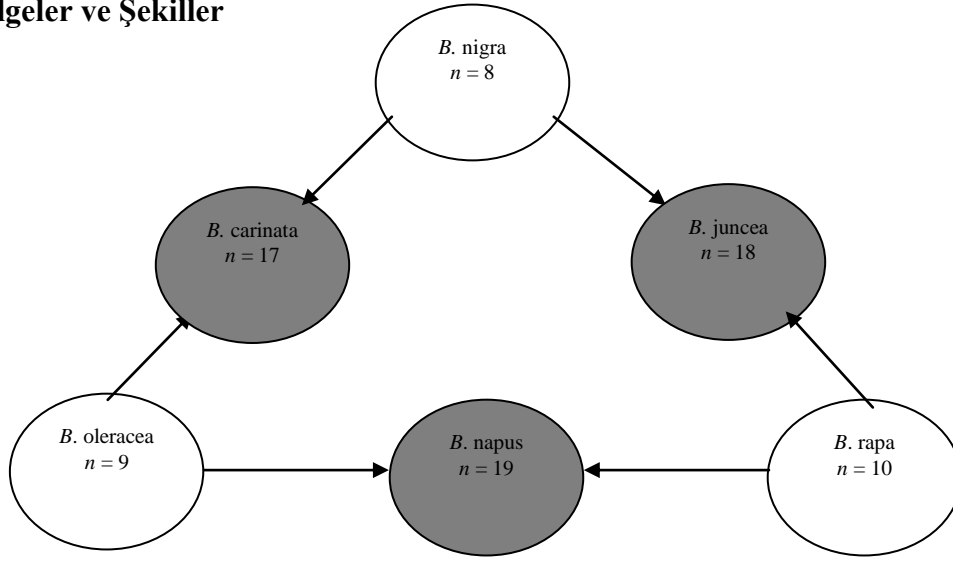 lgeler ve Şekiller
B. nigra
n = 8
B. carinata
n = 17
B. juncea
n = 18
B. oleracea
n = 9
B. napus
n = 19
B. rapa
n = 10